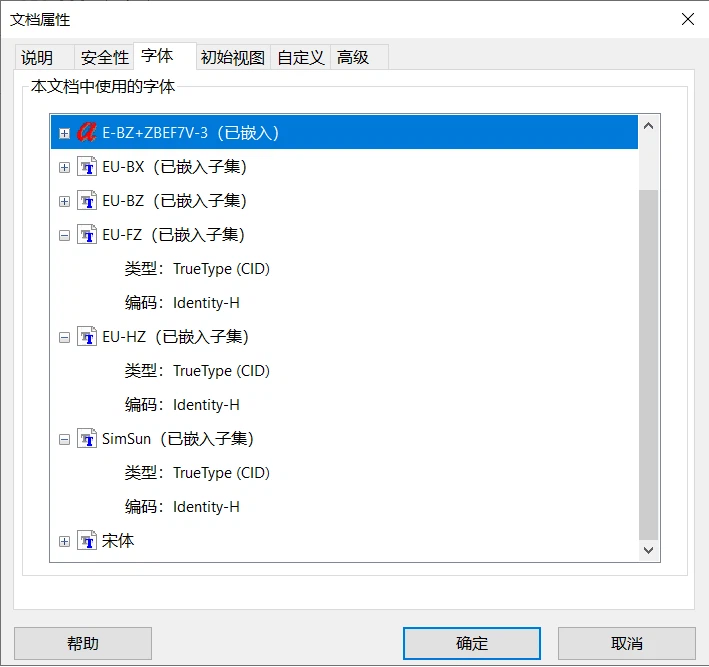 文档属性
说明 安全性 字体 初始视图 自定义 高级
本文档中使用的字体
E-BZ+ZBEF7V-3（已嵌入）
EU-BX（已嵌入子集）
EU-BZ（已嵌入子集）
EU-FZ（已嵌入子集）
类型：TrueType (CID)
编码：Identity-H
EU-HZ（已嵌入子集）
类型：TrueType (CID)
编码：Identity-H
SimSun（已嵌入子集）
类型：TrueType (CID)
编码：Identity-H
宋体
帮助 确定 取消